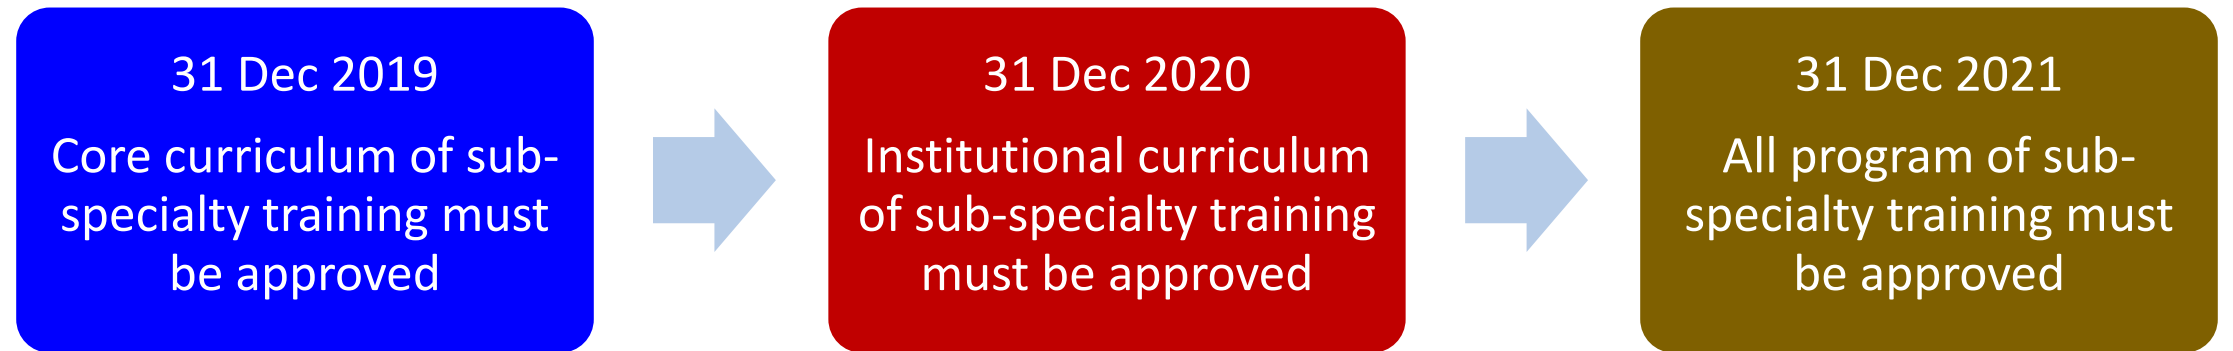 31 Dec 2019
Core curriculum of sub-
specialty training must
be approved
31 Dec 2020
Institutional curriculum
of sub-specialty training
must be approved
31 Dec 2021
All program of sub-
specialty training must
be approved